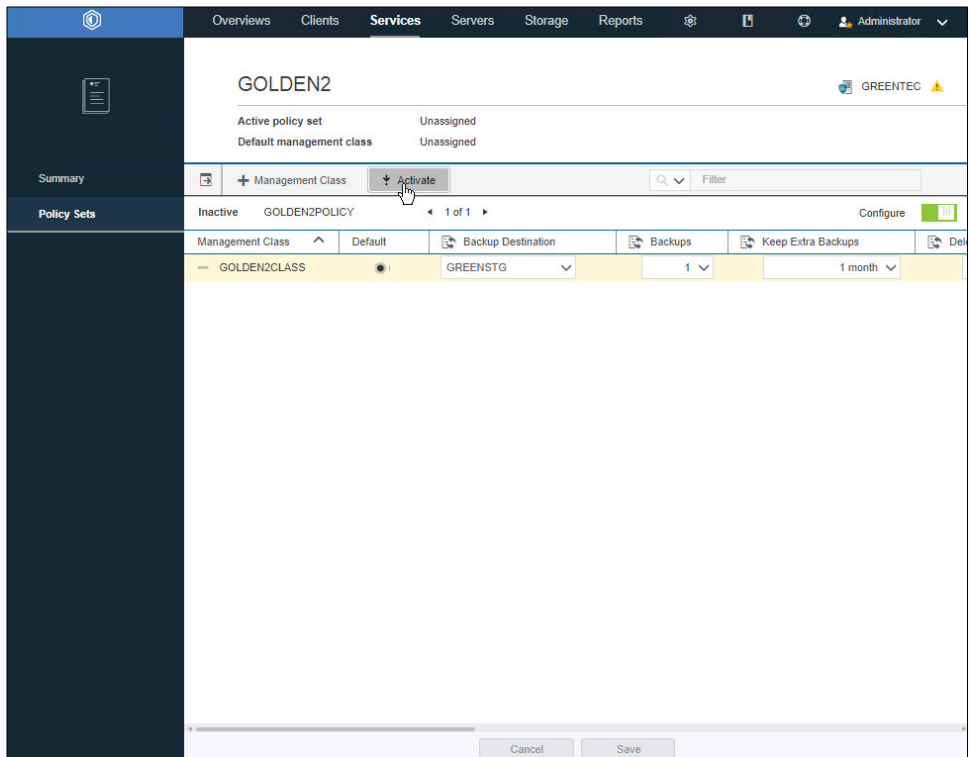 Overviews Clients Services Servers Storage Reports Administrator
GOLDEN2 GREENTEC
Active policy set Unassigned
Default management class Unassigned
Summary
Policy Sets
+ Management Class Activate Filter
Inactive GOLDEN2POLICY 1 of 1 Configure
Management Class Default Backup Destination Backups Keep Extra Backups
GOLDEN2CLASS GREENSTG 1 1 month
Cancel Save